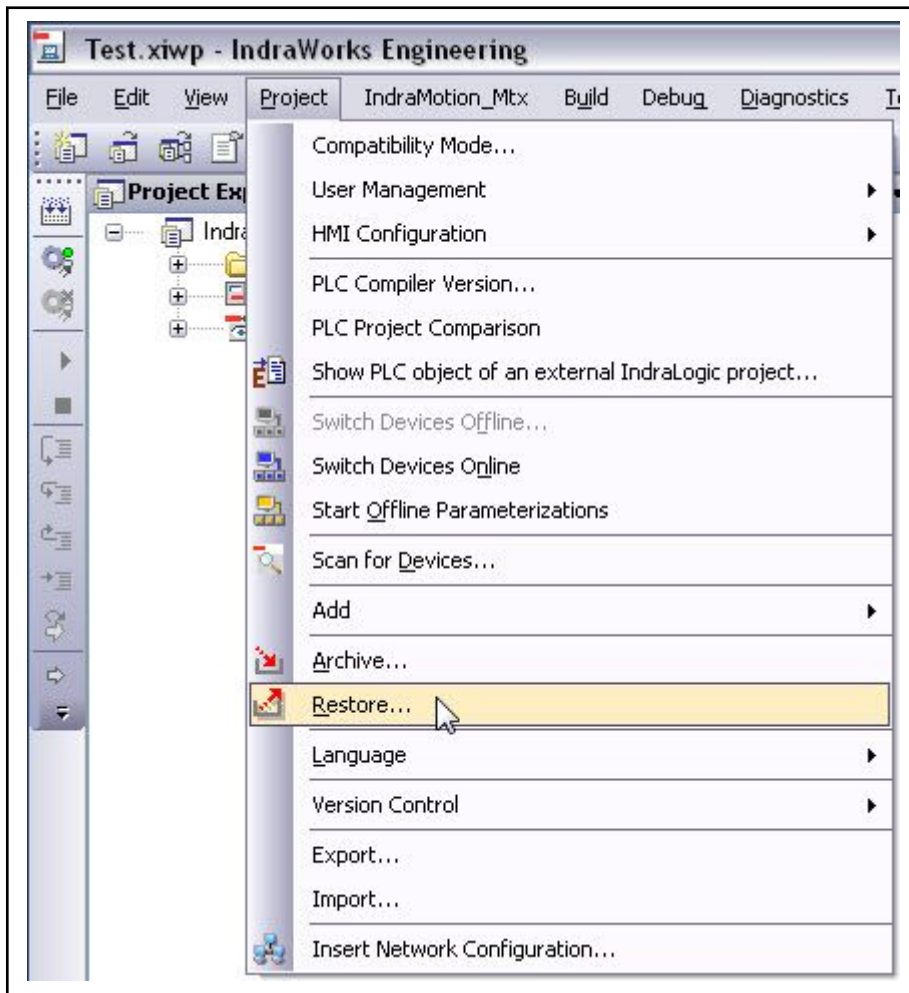 Test.xiwp - IndraWorks Engineering
File Edit View Project IndraMotion_Mtx Build Debug Diagnostics
Project Ex
Indra
Compatibility Mode...
User Management
HMI Configuration
PLC Compiler Version...
PLC Project Comparison
Show PLC object of an external IndraLogic project...
Switch Devices Offline...
Switch Devices Online
Start Offline Parameterizations
Scan for Devices...
Add
Archive...
Restore...
Language
Version Control
Export...
Import...
Insert Network Configuration...